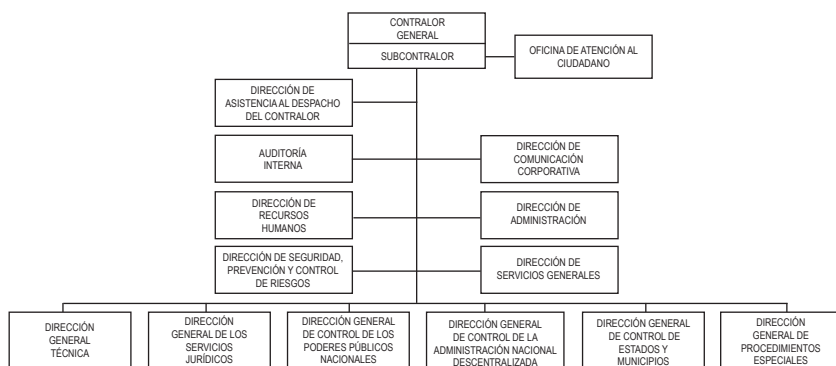 CONTRALOR
GENERAL
SUBCONTRALOR
OFICINA DE ATENCIÓN AL
CIUDADANO
DIRECCIÓN DE
ASISTENCIA AL DESPACHO
DEL CONTRALOR
AUDITORÍA
INTERNA
DIRECCIÓN DE
COMUNICACIÓN
CORPORATIVA
DIRECCIÓN DE
RECURSOS
HUMANOS
DIRECCIÓN DE
ADMINISTRACIÓN
DIRECCIÓN DE SEGURIDAD,
PREVENCIÓN Y CONTROL
DE RIESGOS
DIRECCIÓN DE
SERVICIOS GENERALES
DIRECCIÓN
GENERAL
TÉCNICA
DIRECCIÓN
GENERAL DE LOS
SERVICIOS
JURÍDICOS
DIRECCIÓN GENERAL
DE CONTROL DE LOS
PODERES PÚBLICOS
NACIONALES
DIRECCIÓN GENERAL
DE CONTROL DE LA
ADMINISTRACIÓN NACIONAL
DESCENTRALIZADA
DIRECCIÓN GENERAL
DE CONTROL DE
ESTADOS Y
MUNICIPIOS
DIRECCIÓN
GENERAL DE
PROCEDIMIENTOS
ESPECIALES